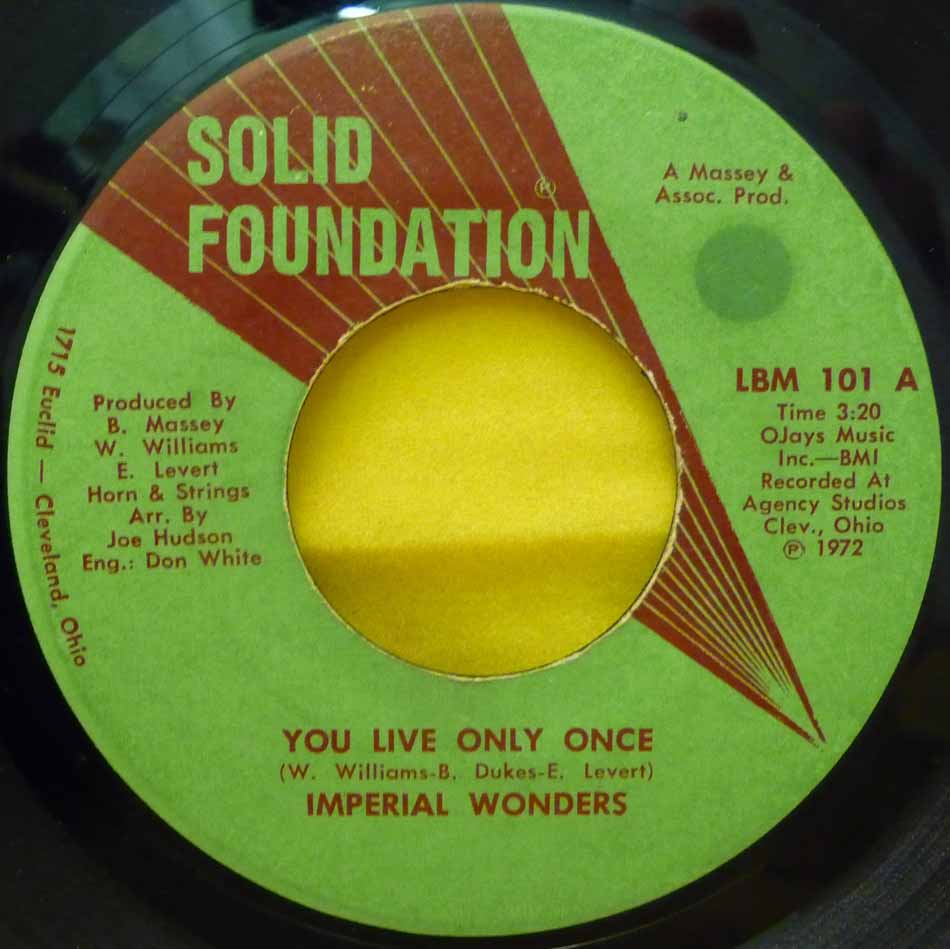 SOLID
FOUNDATION
℗
A Massey &
Assoc. Prod.
1715 Euclid — Cleveland, Ohio
Produced By
B. Massey
W. Williams
E. Levert
Horn & Strings
Arr. By
Joe Hudson
Eng.: Don White
LBM 101 A
Time 3:20
OJays Music
Inc.—BMI
Recorded At
Agency Studios
Clev., Ohio
℗ 1972
YOU LIVE ONLY ONCE
(W. Williams-B. Dukes-E. Levert)
IMPERIAL WONDERS